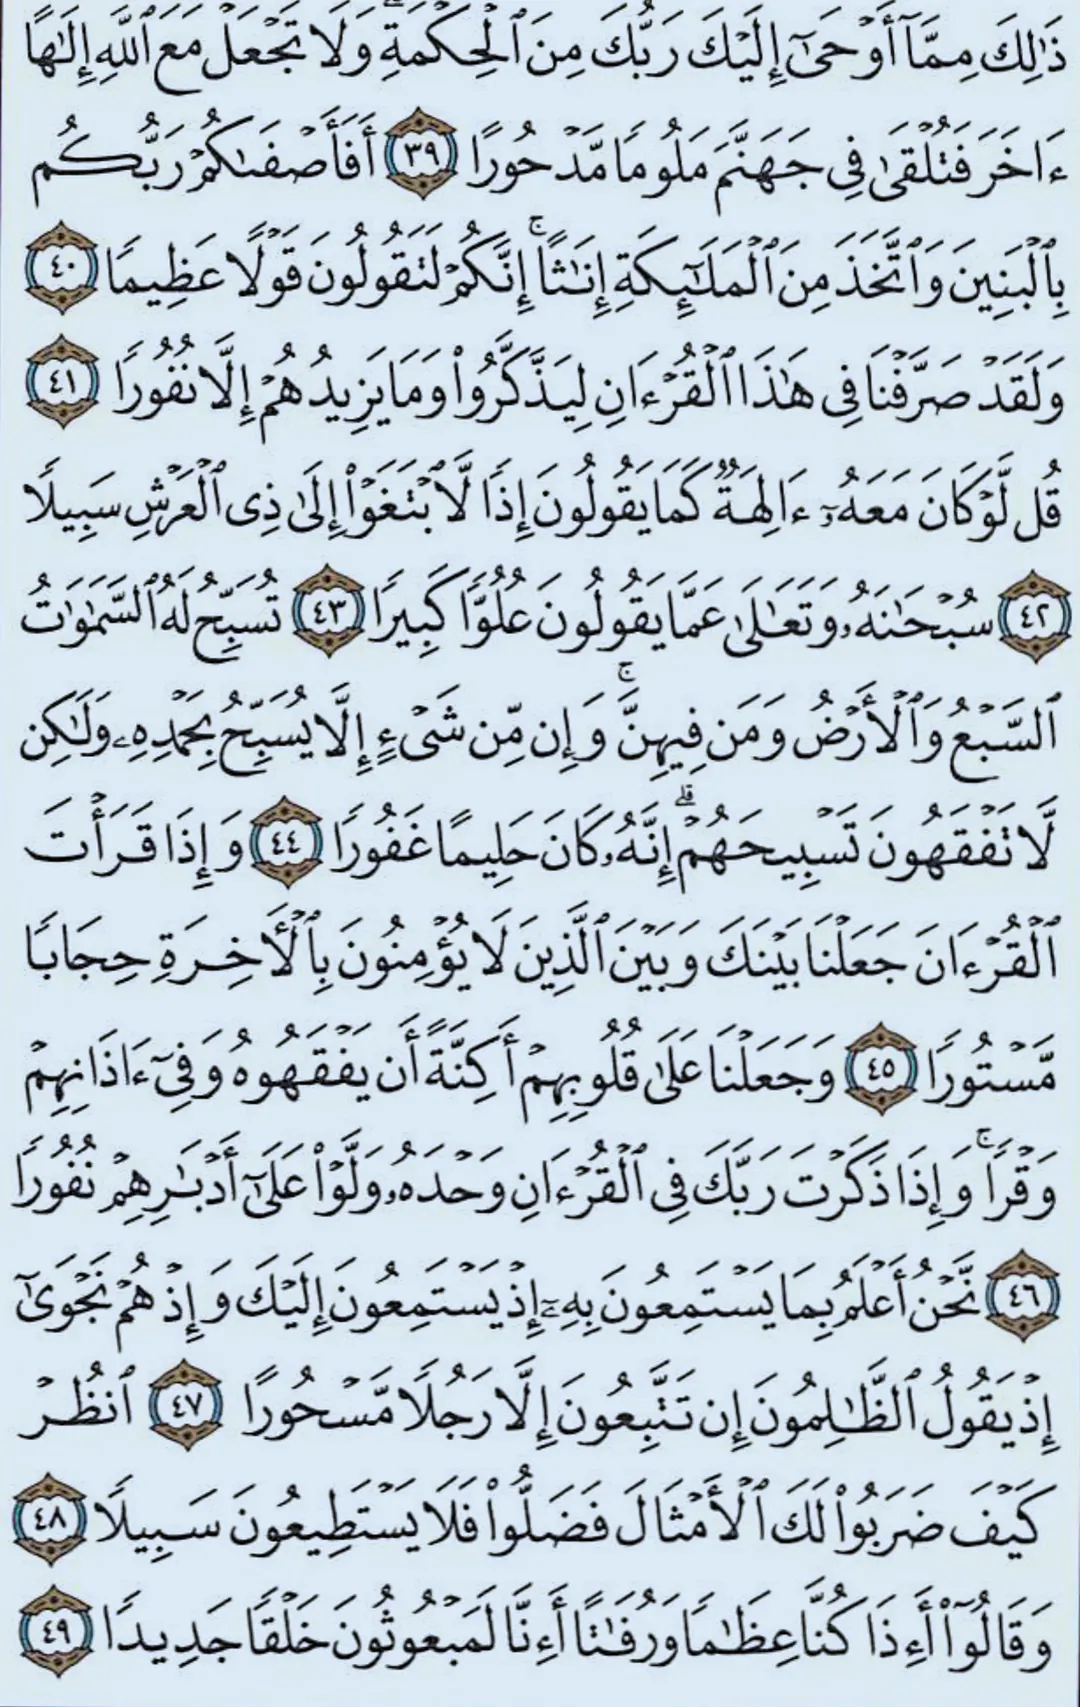 ذَٰلِكَ مِمَّآ أَوۡحَىٰٓ إِلَيۡكَ رَبُّكَ مِنَ ٱلۡحِكۡمَةِۗ وَلَا تَجۡعَلۡ مَعَ ٱللَّهِ إِلَٰهًا
ءَاخَرَ فَتُلۡقَىٰ فِي جَهَنَّمَ مَلُومٗا مَّدۡحُورًا ٣٩ أَفَأَصۡفَىٰكُمۡ رَبُّكُم
بِٱلۡبَنِينَ وَٱتَّخَذَ مِنَ ٱلۡمَلَٰٓئِكَةِ إِنَٰثًاۚ إِنَّكُمۡ لَتَقُولُونَ قَوۡلًا عَظِيمٗا ٤٠
وَلَقَدۡ صَرَّفۡنَا فِي هَٰذَا ٱلۡقُرۡءَانِ لِيَذَّكَّرُواْ وَمَا يَزِيدُهُمۡ إِلَّا نُفُورٗا ٤١
قُل لَّوۡ كَانَ مَعَهُۥٓ ءَالِهَةٞ كَمَا يَقُولُونَ إِذٗا لَّٱبۡتَغَوۡاْ إِلَىٰ ذِي ٱلۡعَرۡشِ سَبِيلٗا
٤٢ سُبۡحَٰنَهُۥ وَتَعَٰلَىٰ عَمَّا يَقُولُونَ عُلُوّٗا كَبِيرٗا ٤٣ تُسَبِّحُ لَهُ ٱلسَّمَٰوَٰتُ
ٱلسَّبۡعُ وَٱلۡأَرۡضُ وَمَن فِيهِنَّۚ وَإِن مِّن شَيۡءٍ إِلَّا يُسَبِّحُ بِحَمۡدِهِۦ وَلَٰكِن
لَّا تَفۡقَهُونَ تَسۡبِيحَهُمۡۗ إِنَّهُۥ كَانَ حَلِيمًا غَفُورٗا ٤٤ وَإِذَا قَرَأۡتَ
ٱلۡقُرۡءَانَ جَعَلۡنَا بَيۡنَكَ وَبَيۡنَ ٱلَّذِينَ لَا يُؤۡمِنُونَ بِٱلۡأٓخِرَةِ حِجَابٗا
مَّسۡتُورٗا ٤٥ وَجَعَلۡنَا عَلَىٰ قُلُوبِهِمۡ أَكِنَّةً أَن يَفۡقَهُوهُ وَفِيٓ ءَاذَانِهِمۡ
وَقۡرٗاۚ وَإِذَا ذَكَرۡتَ رَبَّكَ فِي ٱلۡقُرۡءَانِ وَحۡدَهُۥ وَلَّوۡاْ عَلَىٰٓ أَدۡبَٰرِهِمۡ نُفُورٗا
٤٦ نَّحۡنُ أَعۡلَمُ بِمَا يَسۡتَمِعُونَ بِهِۦٓ إِذۡ يَسۡتَمِعُونَ إِلَيۡكَ وَإِذۡ هُمۡ نَجۡوَىٰٓ
إِذۡ يَقُولُ ٱلظَّٰلِمُونَ إِن تَتَّبِعُونَ إِلَّا رَجُلٗا مَّسۡحُورًا ٤٧ ٱنظُرۡ
كَيۡفَ ضَرَبُواْ لَكَ ٱلۡأَمۡثَالَ فَضَلُّواْ فَلَا يَسۡتَطِيعُونَ سَبِيلٗا ٤٨
وَقَالُوٓاْ أَءِذَا كُنَّا عِظَٰمٗا وَرُفَٰتًا أَءِنَّا لَمَبۡعُوثُونَ خَلۡقٗا جَدِيدٗا ٤٩